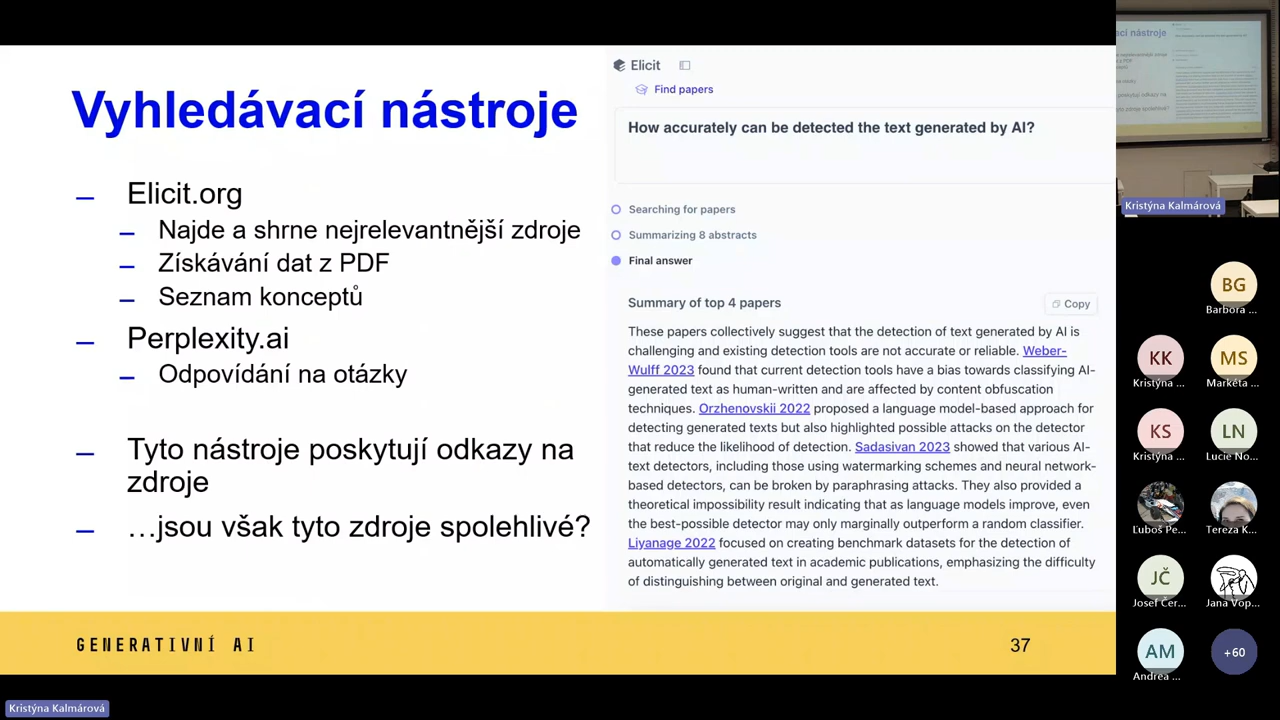 Vyhledávací nástroje
– Elicit.org
– Najde a shrne nejrelevantnější zdroje
– Získávání dat z PDF
– Seznam konceptů
– Perplexity.ai
– Odpovídání na otázky
– Tyto nástroje poskytují odkazy na
zdroje
– …jsou však tyto zdroje spolehlivé?
Elicit
Find papers
How accurately can be detected the text generated by AI?
Searching for papers
Summarizing 8 abstracts
Final answer
Summary of top 4 papers
Copy
These papers collectively suggest that the detection of text generated by AI is
challenging and existing detection tools are not accurate or reliable. Weber-
Wulff 2023 found that current detection tools have a bias towards classifying AI-
generated text as human-written and are affected by content obfuscation
techniques. Orzhenovskii 2022 proposed a language model-based approach for
detecting generated texts but also highlighted possible attacks on the detector
that reduce the likelihood of detection. Sadasivan 2023 showed that various AI-
text detectors, including those using watermarking schemes and neural network-
based detectors, can be broken by paraphrasing attacks. They also provided a
theoretical impossibility result indicating that as language models improve, even
the best-possible detector may only marginally outperform a random classifier.
Liyanage 2022 focused on creating benchmark datasets for the detection of
automatically generated text in academic publications, emphasizing the difficulty
of distinguishing between original and generated text.
GENERATIVNÍ AI
37
Kristýna Kalmárová
ací nástroje
Kristýna Kalmárová
BG
Barbora ...
KK
Kristýna ...
MS
Markéta ...
KS
Kristýna ...
LN
Lucie No...
Ľuboš Pe...
Tereza K...
JČ
Josef Čer...
Jana Vop...
AM
Andrea ...
+60